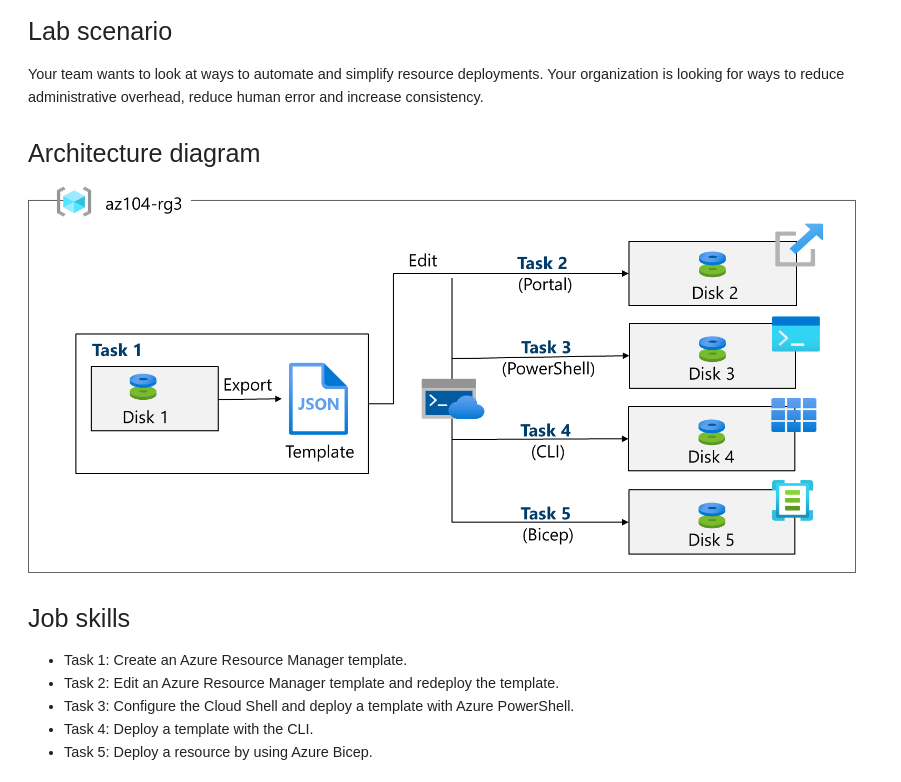 Lab scenario
Your team wants to look at ways to automate and simplify resource deployments. Your organization is looking for ways to reduce
administrative overhead, reduce human error and increase consistency.
Architecture diagram
az104-rg3
Task 1
Disk 1
Export
JSON
Template
Edit
Task 2
(Portal)
Disk 2
Task 3
(PowerShell)
Disk 3
Task 4
(CLI)
Disk 4
Task 5
(Bicep)
Disk 5
Job skills
• Task 1: Create an Azure Resource Manager template.
• Task 2: Edit an Azure Resource Manager template and redeploy the template.
• Task 3: Configure the Cloud Shell and deploy a template with Azure PowerShell.
• Task 4: Deploy a template with the CLI.
• Task 5: Deploy a resource by using Azure Bicep.